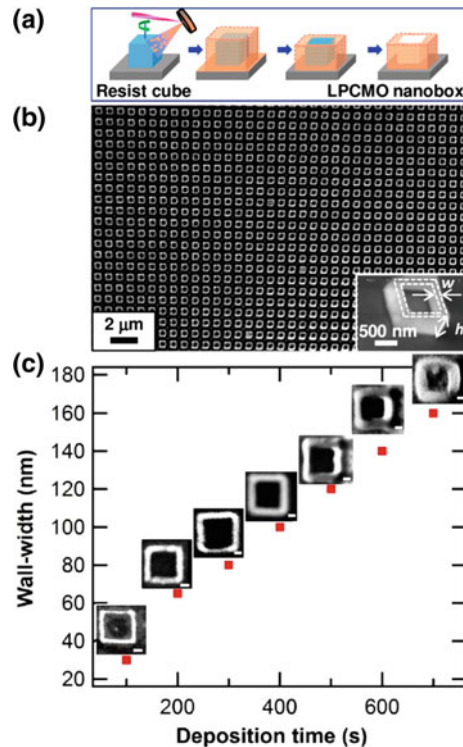 (a)
Resist cube LPCMO nanobox
(b)
2 μm
w
h
500 nm
(c)
180
160
140
120
100
80
60
40
20
Wall-width (nm)
200 400 600
Deposition time (s)